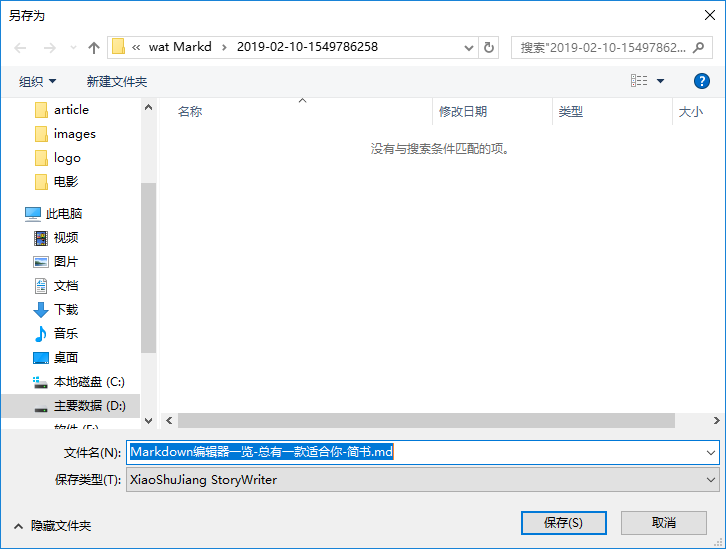 另存为
« wat Markd › 2019-02-10-1549786258
搜索"2019-02-10-15497862...
组织
新建文件夹
?
article
images
logo
电影
此电脑
视频
图片
文档
下载
音乐
桌面
本地磁盘 (C:)
主要数据 (D:)
名称
修改日期
类型
大小
没有与搜索条件匹配的项。
文件名(N):
Markdown编辑器一览-总有一款适合你-简书.md
保存类型(T):
XiaoShuJiang StoryWriter
隐藏文件夹
保存(S)
取消